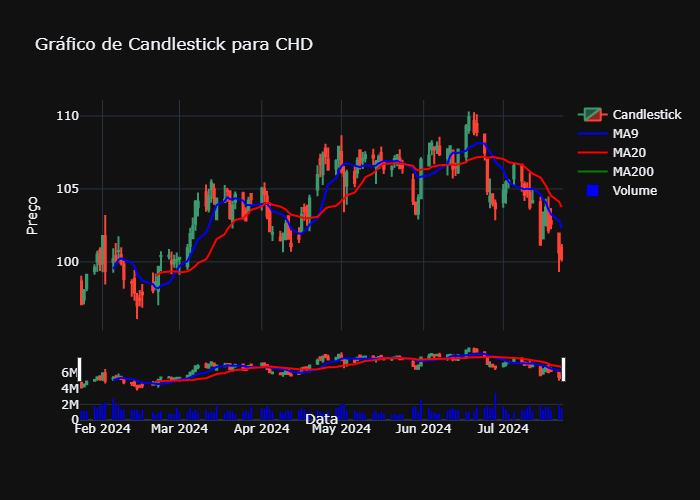 Gráfico de Candlestick para CHD
110
105
100
Preço
Candlestick
MA9
MA20
MA200
Volume
6M
4M
2M
0
Feb 2024
Mar 2024
Apr 2024
May 2024
Jun 2024
Jul 2024
Data